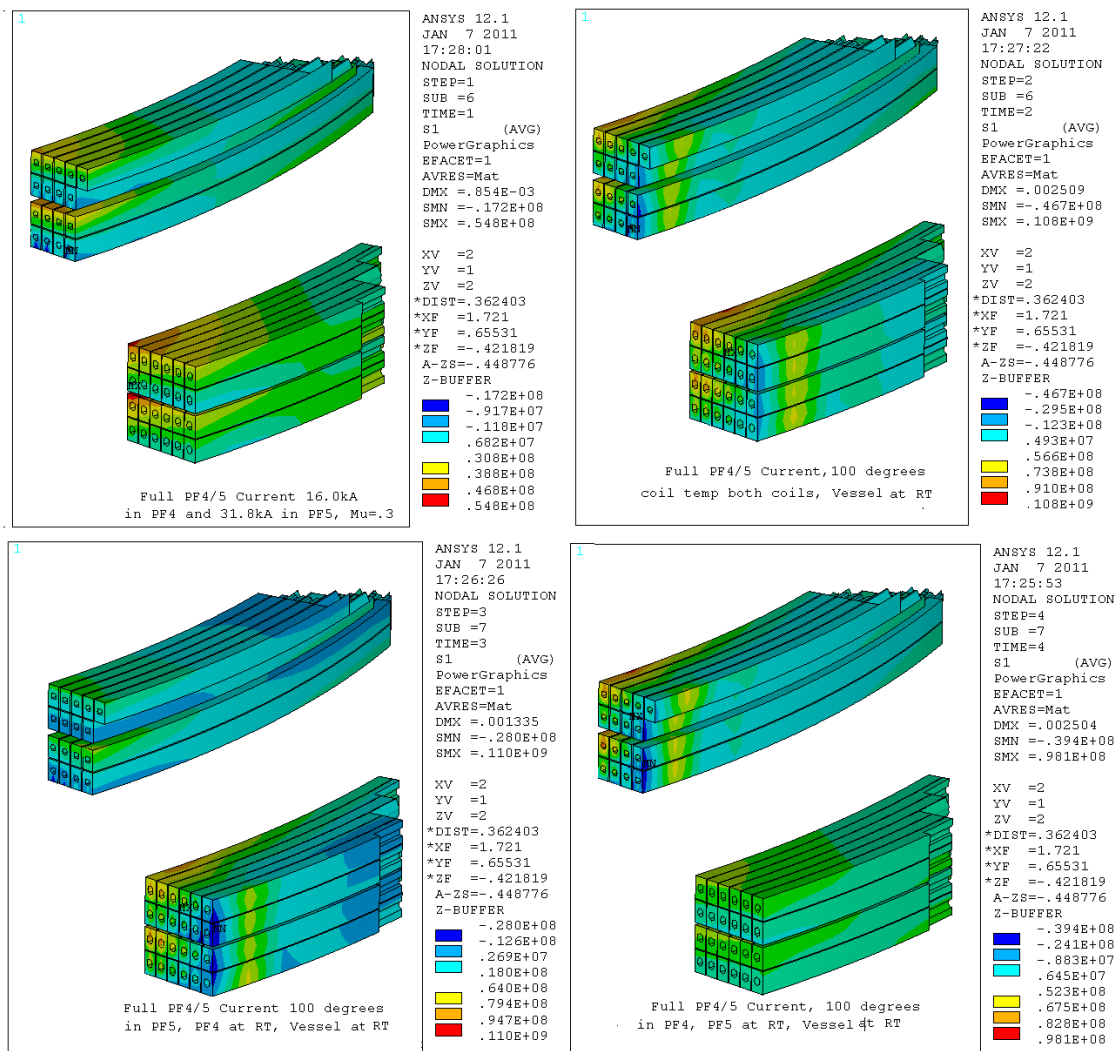 1
ANSYS 12.1
JAN 7 2011
17:28:01
NODAL SOLUTION
STEP=1
SUB =6
TIME=1
S1 (AVG)
PowerGraphics
EFACET=1
AVRES=Mat
DMX =.854E-03
SMN =-.172E+08
SMX =.548E+08
XV =2
YV =1
ZV =2
*DIST=.362403
*XF =1.721
*YF =.65531
*ZF =-.421819
A-ZS=-.448776
Z-BUFFER
-.172E+08
-.917E+07
-.118E+07
.682E+07
.308E+08
.388E+08
.468E+08
.548E+08
MN
MX
Full PF4/5 Current 16.0kA
in PF4 and 31.8kA in PF5, Mu=.3
1
ANSYS 12.1
JAN 7 2011
17:27:22
NODAL SOLUTION
STEP=2
SUB =6
TIME=2
S1 (AVG)
PowerGraphics
EFACET=1
AVRES=Mat
DMX =.002509
SMN =-.467E+08
SMX =.108E+09
XV =2
YV =1
ZV =2
*DIST=.362403
*XF =1.721
*YF =.65531
*ZF =-.421819
A-ZS=-.448776
Z-BUFFER
-.467E+08
-.295E+08
-.123E+08
.493E+07
.566E+08
.738E+08
.910E+08
.108E+09
MN
MX
Full PF4/5 Current, 100 degrees
coil temp both coils, Vessel at RT
1
ANSYS 12.1
JAN 7 2011
17:26:26
NODAL SOLUTION
STEP=3
SUB =7
TIME=3
S1 (AVG)
PowerGraphics
EFACET=1
AVRES=Mat
DMX =.001335
SMN =-.280E+08
SMX =.110E+09
XV =2
YV =1
ZV =2
*DIST=.362403
*XF =1.721
*YF =.65531
*ZF =-.421819
A-ZS=-.448776
Z-BUFFER
-.280E+08
-.126E+08
.269E+07
.180E+08
.640E+08
.794E+08
.947E+08
.110E+09
MX
MN
Full PF4/5 Current 100 degrees
in PF5, PF4 at RT, Vessel at RT
1
ANSYS 12.1
JAN 7 2011
17:25:53
NODAL SOLUTION
STEP=4
SUB =7
TIME=4
S1 (AVG)
PowerGraphics
EFACET=1
AVRES=Mat
DMX =.002504
SMN =-.394E+08
SMX =.981E+08
XV =2
YV =1
ZV =2
*DIST=.362403
*XF =1.721
*YF =.65531
*ZF =-.421819
A-ZS=-.448776
Z-BUFFER
-.394E+08
-.241E+08
-.883E+07
.645E+07
.523E+08
.675E+08
.828E+08
.981E+08
MX
MN
Full PF4/5 Current, 100 degrees
in PF4, PF5 at RT, Vessel at RT